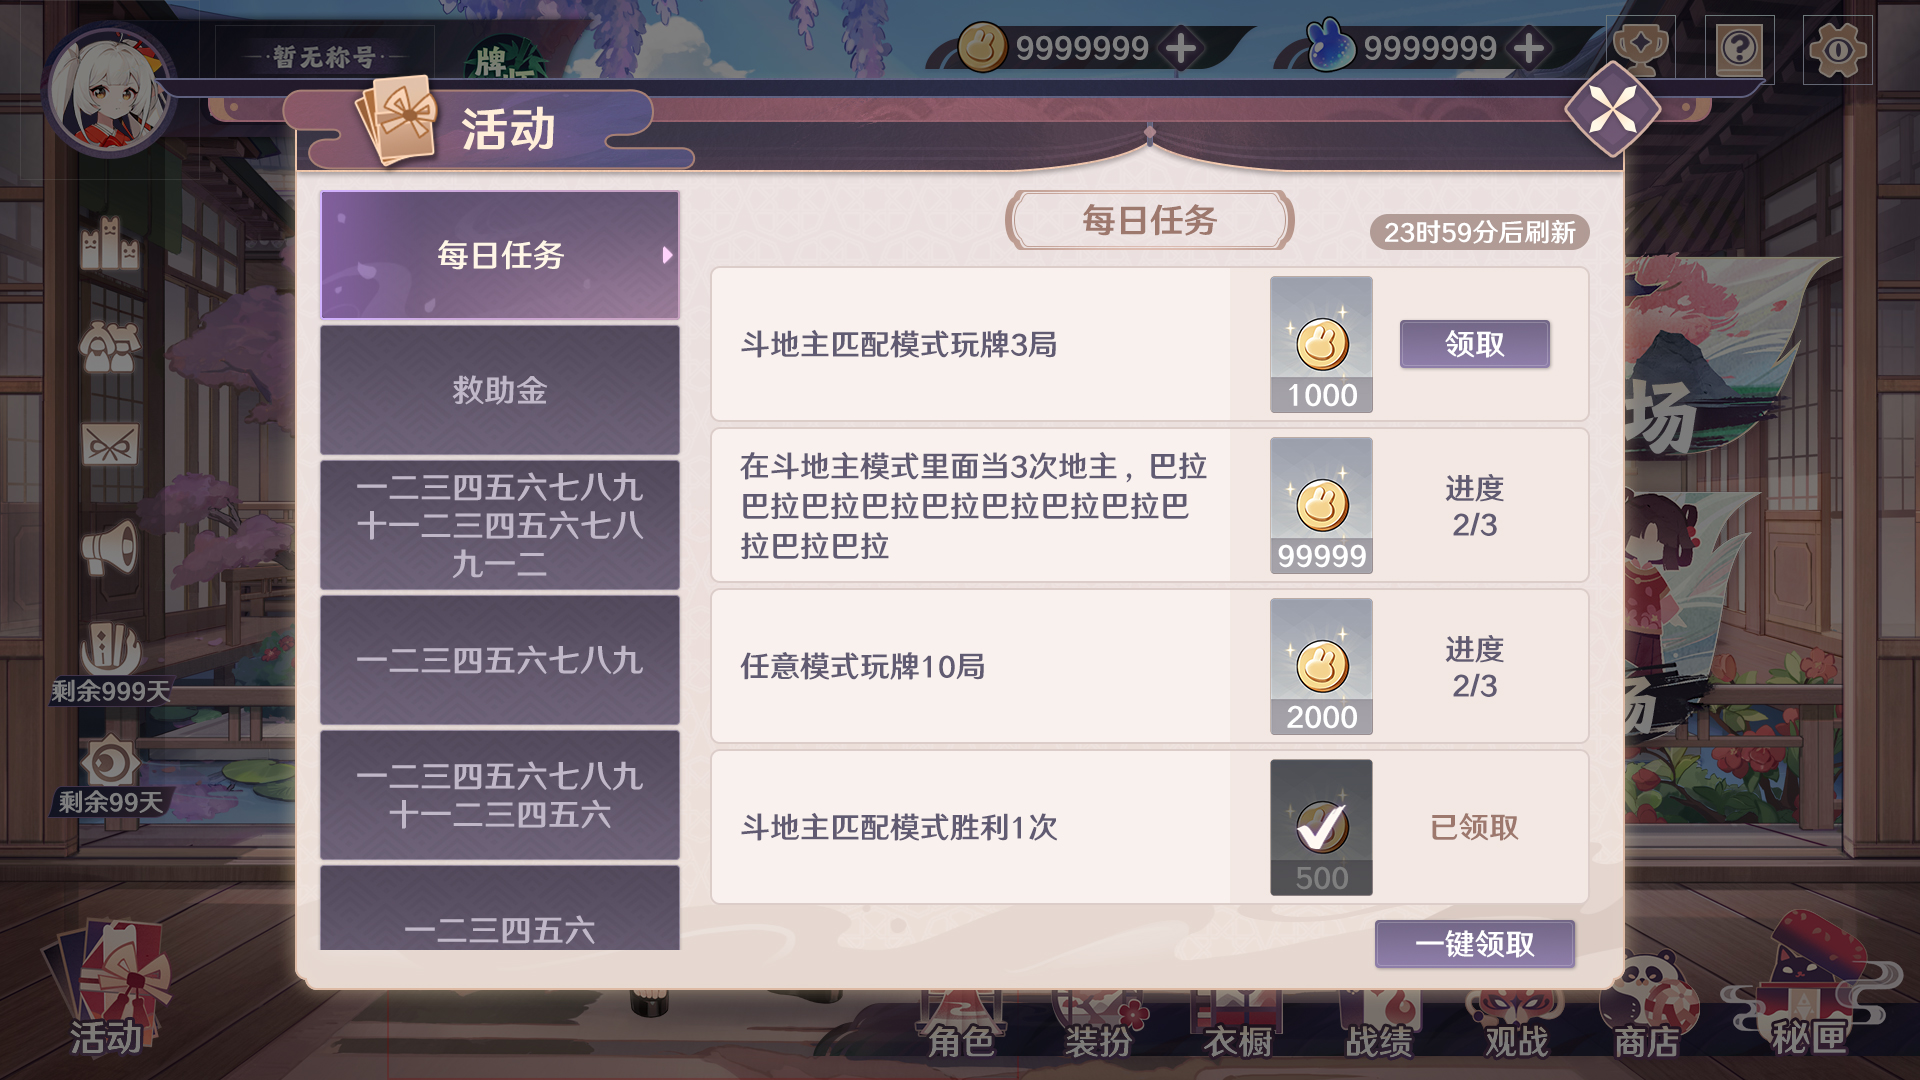 ·暂无称号·
牌
9999999
9999999
活动
每日任务
救助金
一二三四五六七八九
十一二三四五六七八
九一二
一二三四五六七八九
一二三四五六七八九
十一二三四五六
一二三四五六
每日任务
23时59分后刷新
斗地主匹配模式玩牌3局
1000
领取
在斗地主模式里面当3次地主，巴拉
巴拉巴拉巴拉巴拉巴拉巴拉巴拉巴
拉巴拉巴拉
99999
进度
2/3
任意模式玩牌10局
2000
进度
2/3
斗地主匹配模式胜利1次
500
已领取
一键领取
剩余999天
剩余99天
场
场
活动
角色
装扮
衣橱
战绩
观战
商店
秘匣